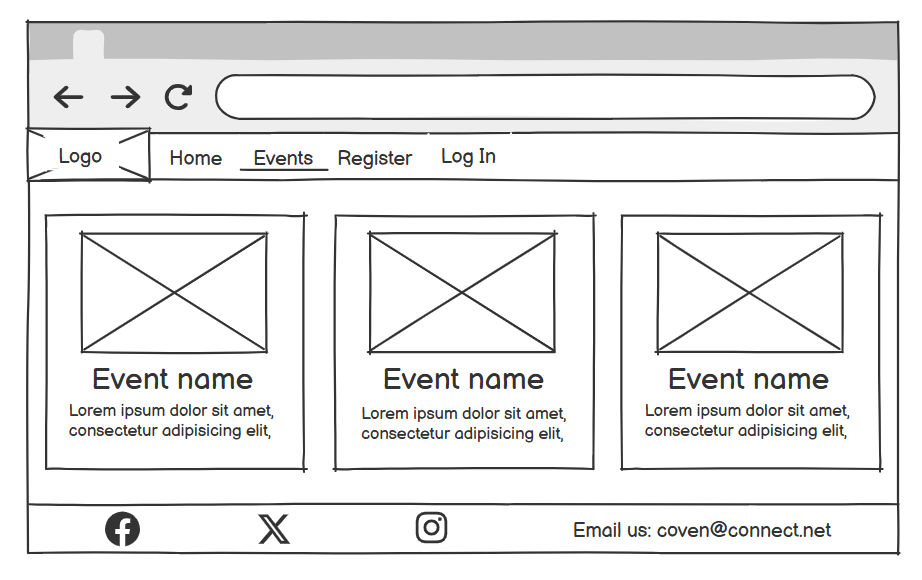 Logo
Home Events Register Log In
Event name
Lorem ipsum dolor sit amet,
consectetur adipisicing elit,
Event name
Lorem ipsum dolor sit amet,
consectetur adipisicing elit,
Event name
Lorem ipsum dolor sit amet,
consectetur adipisicing elit,
Email us: coven@connect.net